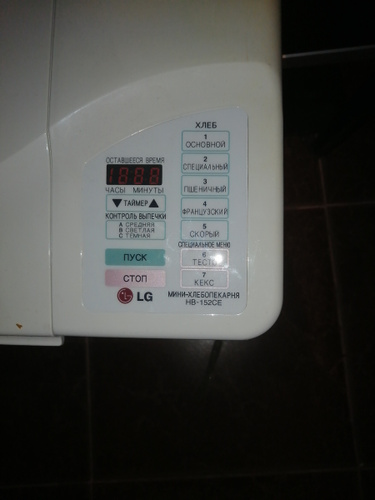 ХЛЕБ
1
ОСНОВНОЙ
2
СПЕЦИАЛЬНЫЙ
3
ПШЕНИЧНЫЙ
4
ФРАНЦУЗСКИЙ
5
СКОРЫЙ
СПЕЦИАЛЬНОЕ МЕНЮ
6
ТЕСТО
7
КЕКС
ОСТАВШЕЕСЯ ВРЕМЯ
ЧАСЫ МИНУТЫ
▼ ТАЙМЕР ▲
КОНТРОЛЬ ВЫПЕЧКИ
A СРЕДНЯЯ
B СВЕТЛАЯ
C ТЕМНАЯ
ПУСК
СТОП
LG
МИНИ-ХЛЕБОПЕКАРНЯ
HB-152CE